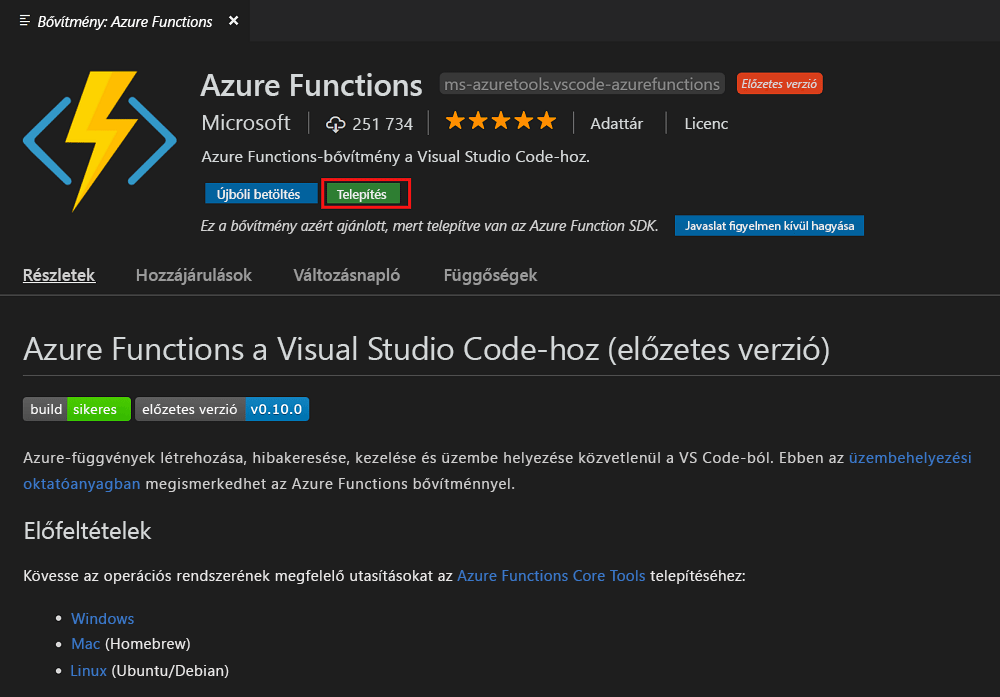 Bővítmény: Azure Functions
Azure Functions ms-azuretools.vscode-azurefunctions Előzetes verzió
Microsoft 251 734 Adattár Licenc
Azure Functions-bővítmény a Visual Studio Code-hoz.
Újbóli betöltés Telepítés
Ez a bővítmény azért ajánlott, mert telepítve van az Azure Function SDK. Javaslat figyelmen kívül hagyása
Részletek Hozzájárulások Változásnapló Függőségek
Azure Functions a Visual Studio Code-hoz (előzetes verzió)
build sikeres előzetes verzió v0.10.0
Azure-függvények létrehozása, hibakeresése, kezelése és üzembe helyezése közvetlenül a VS Code-ból. Ebben az üzembehelyezési
oktatóanyagban megismerkedhet az Azure Functions bővítménnyel.
Előfeltételek
Kövesse az operációs rendszerének megfelelő utasításokat az Azure Functions Core Tools telepítéséhez:
• Windows
• Mac (Homebrew)
• Linux (Ubuntu/Debian)